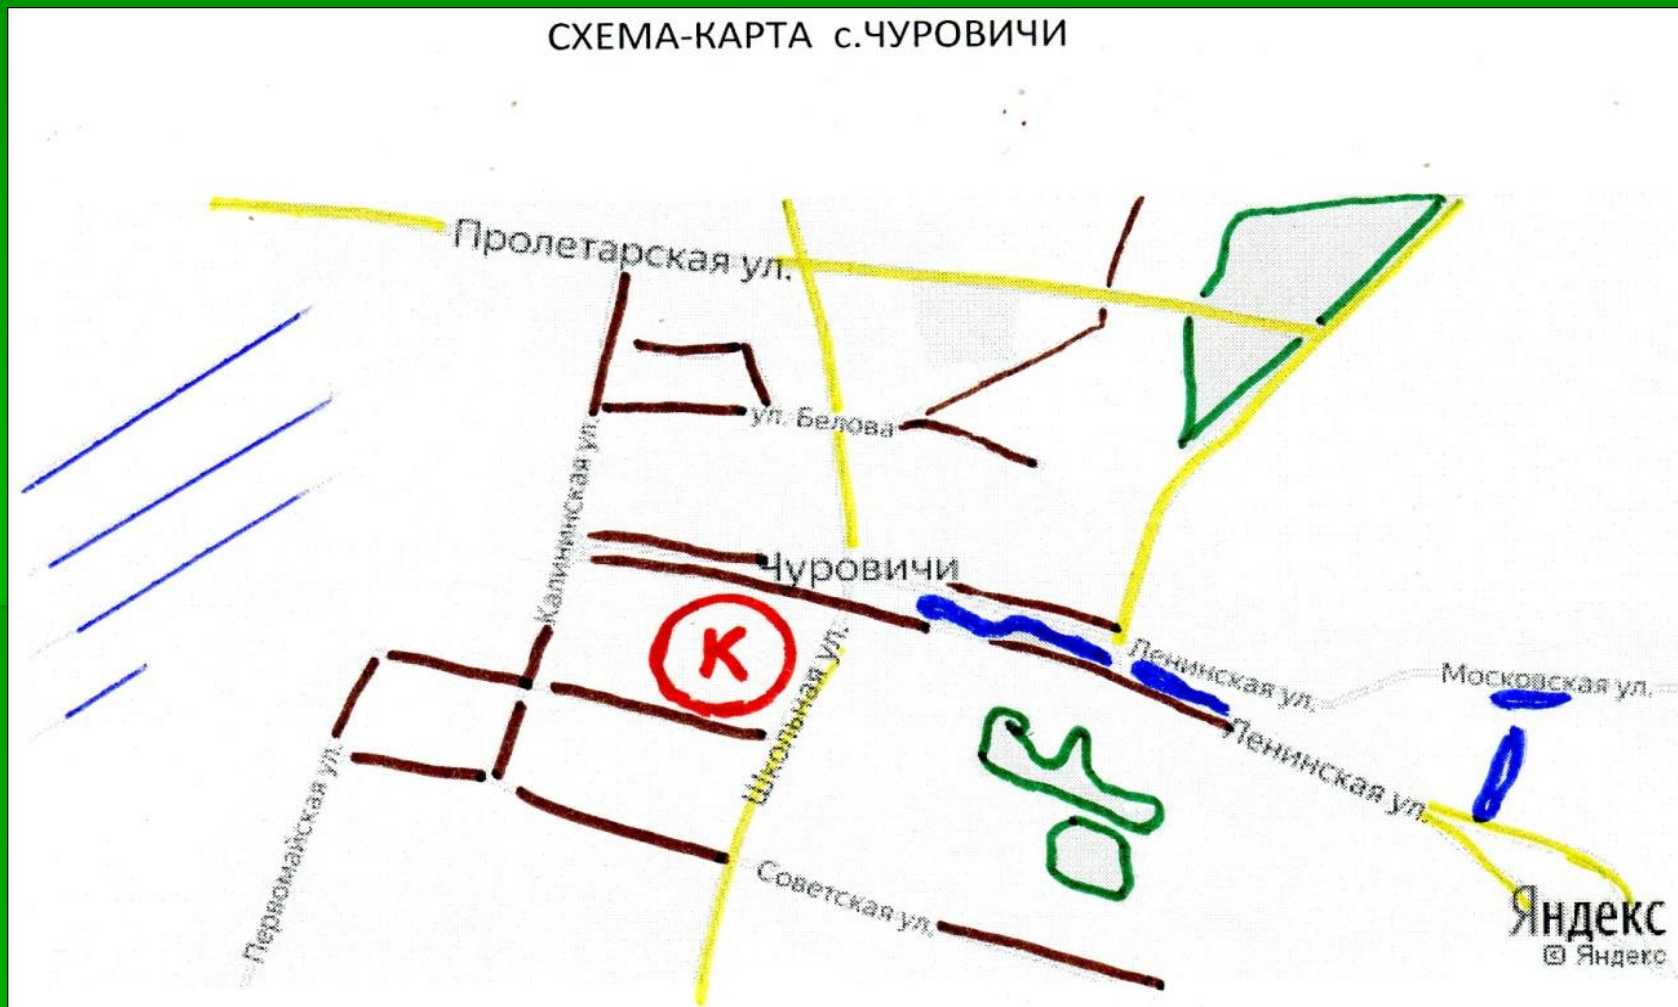 СХЕМА-КАРТА с.ЧУРОВИЧИ
Пролетарская ул.
ул. Белова
Калининская ул.
Чуровичи
К
Школьная ул.
Ленинская ул.
Московская ул.
Ленинская ул.
Первомайская ул.
Советская ул.
Яндекс
© Яндекс